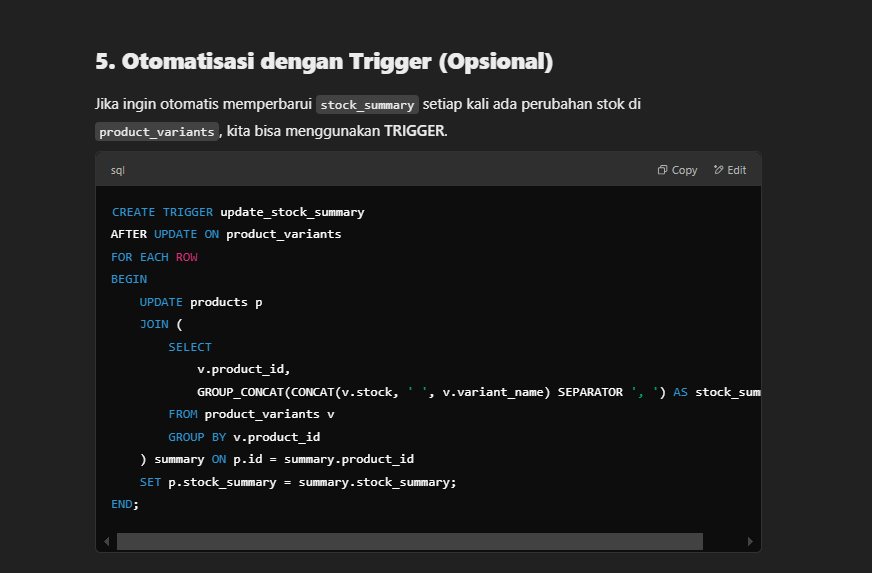 5. Otomatisasi dengan Trigger (Opsional)
Jika ingin otomatis memperbarui stock_summary setiap kali ada perubahan stok di
product_variants, kita bisa menggunakan TRIGGER.
sql Copy Edit
CREATE TRIGGER update_stock_summary
AFTER UPDATE ON product_variants
FOR EACH ROW
BEGIN
    UPDATE products p
    JOIN (
        SELECT
            v.product_id,
            GROUP_CONCAT(CONCAT(v.stock, ' ', v.variant_name) SEPARATOR ', ') AS stock_sum
        FROM product_variants v
        GROUP BY v.product_id
    ) summary ON p.id = summary.product_id
    SET p.stock_summary = summary.stock_summary;
END;